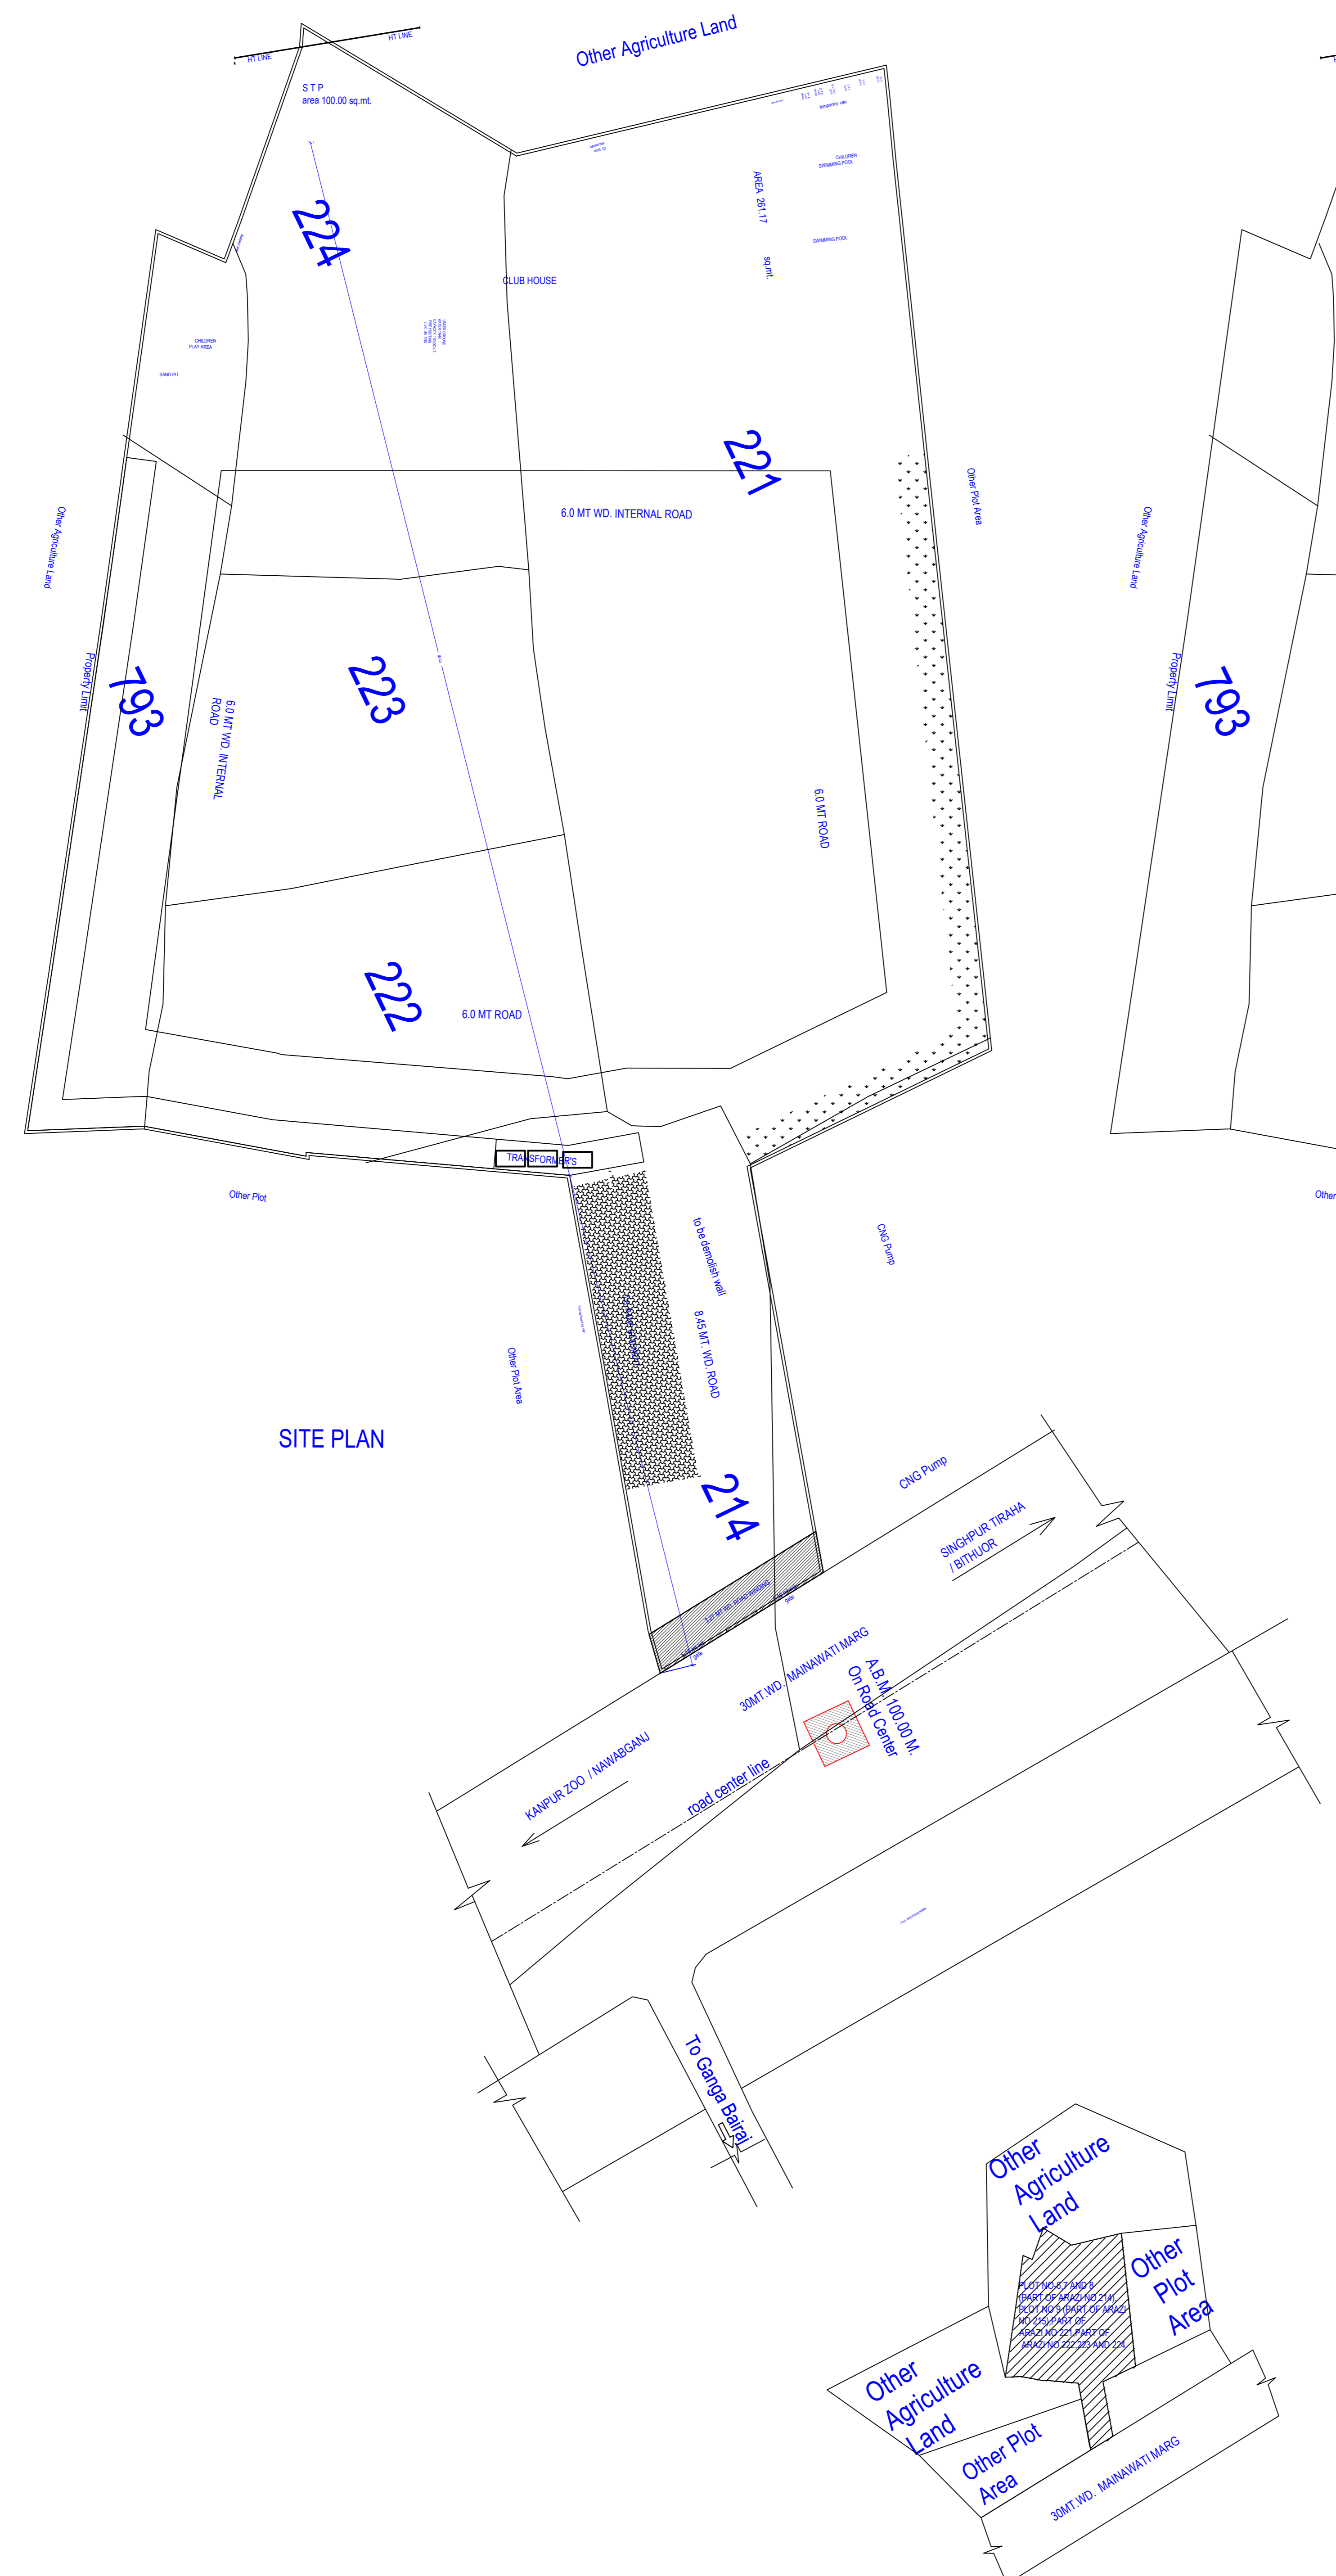 HT LINE
HT LINE
Other Agriculture Land
S T P
area 100.00 sq.mt.
224
AREA 261.17
sq.mt.
CHILDREN
SWIMMING POOL
SWIMMING POOL
CLUB HOUSE
CHILDREN
PLAY AREA
SAND PIT
221
Other Plot Area
6.0 MT WD. INTERNAL ROAD
Other Agriculture Land
Other Agriculture Land
Property Limit
793
6.0 MT WD. INTERNAL
ROAD
223
Property Limit
793
6.0 MT ROAD
222
6.0 MT ROAD
TRANSFORMER'S
Other Plot
Other
to be demolish wall
CNG Pump
8.45 MT. WD. ROAD
Other Plot Area
SITE PLAN
214
CNG Pump
SINGHPUR TIRAHA
/ BITHUOR
3.27 MT WD. ROAD WINDING
gate
gate
30MT.WD. MAINAWATI MARG
A.B.M. 100.00 M.
On Road Center
KANPUR ZOO / NAWABGANJ
road center line
To Ganga Bairaj
Other
Agriculture
Land
Other
Plot
Area
PLOT NO-6,7 AND 8
(PART OF ARAZI NO 214)
PLOT NO 9 (PART OF ARAZI
NO 215) PART OF
ARAZI NO 221,PART OF
ARAZI NO 222,223 AND 224
Other
Agriculture
Land
Other Plot
Area
30MT.WD. MAINAWATI MARG